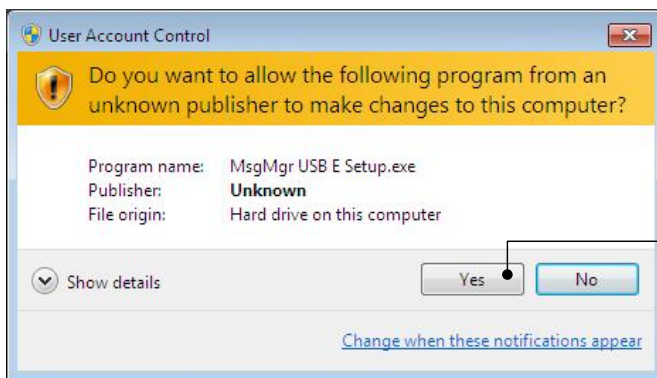 User Account Control
Do you want to allow the following program from an
unknown publisher to make changes to this computer?
Program name: MsgMgr USB E Setup.exe
Publisher: Unknown
File origin: Hard drive on this computer
Show details Yes No
Change when these notifications appear